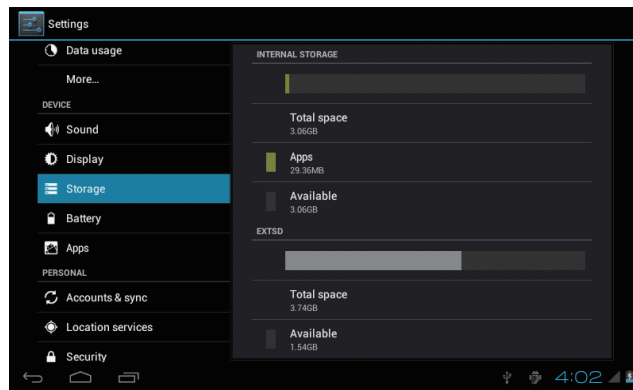 Settings
Data usage
More...
DEVICE
Sound
Display
Storage
Battery
Apps
PERSONAL
Accounts & sync
Location services
Security
INTERNAL STORAGE
Total space
3.06GB
Apps
29.36MB
Available
3.06GB
EXTSD
Total space
3.74GB
Available
1.54GB
4:02